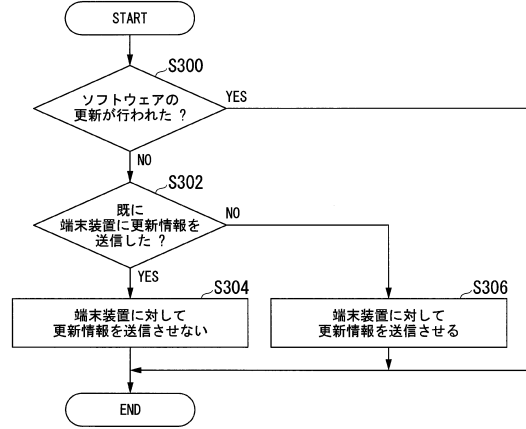 START
S300
ソフトウェアの
更新が行われた ?
YES
NO
S302
既に
端末装置に更新情報を
送信した ?
NO
YES
S304
端末装置に対して
更新情報を送信させない
S306
端末装置に対して
更新情報を送信させる
END